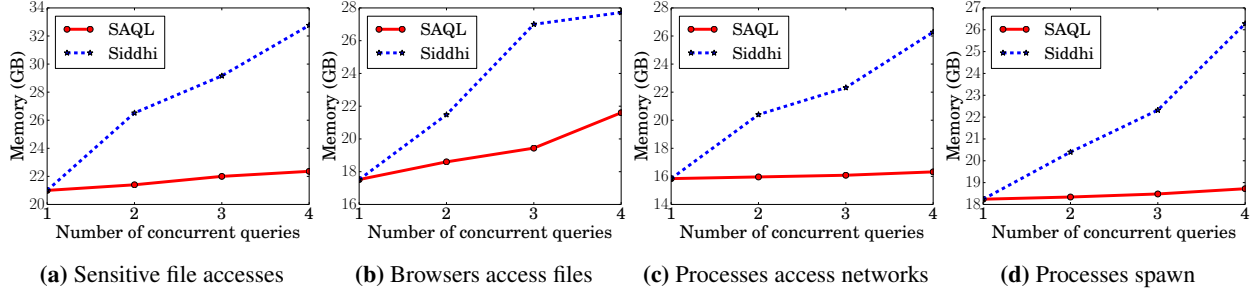 34
32
30
28
26
24
22
20
Memory (GB)
SAQL
Siddhi
1 2 3 4
Number of concurrent queries
(a) Sensitive file accesses
28
26
24
22
20
18
16
Memory (GB)
SAQL
Siddhi
1 2 3 4
Number of concurrent queries
(b) Browsers access files
28
26
24
22
20
18
16
14
Memory (GB)
SAQL
Siddhi
1 2 3 4
Number of concurrent queries
(c) Processes access networks
27
26
25
24
23
22
21
20
19
18
Memory (GB)
SAQL
Siddhi
1 2 3 4
Number of concurrent queries
(d) Processes spawn